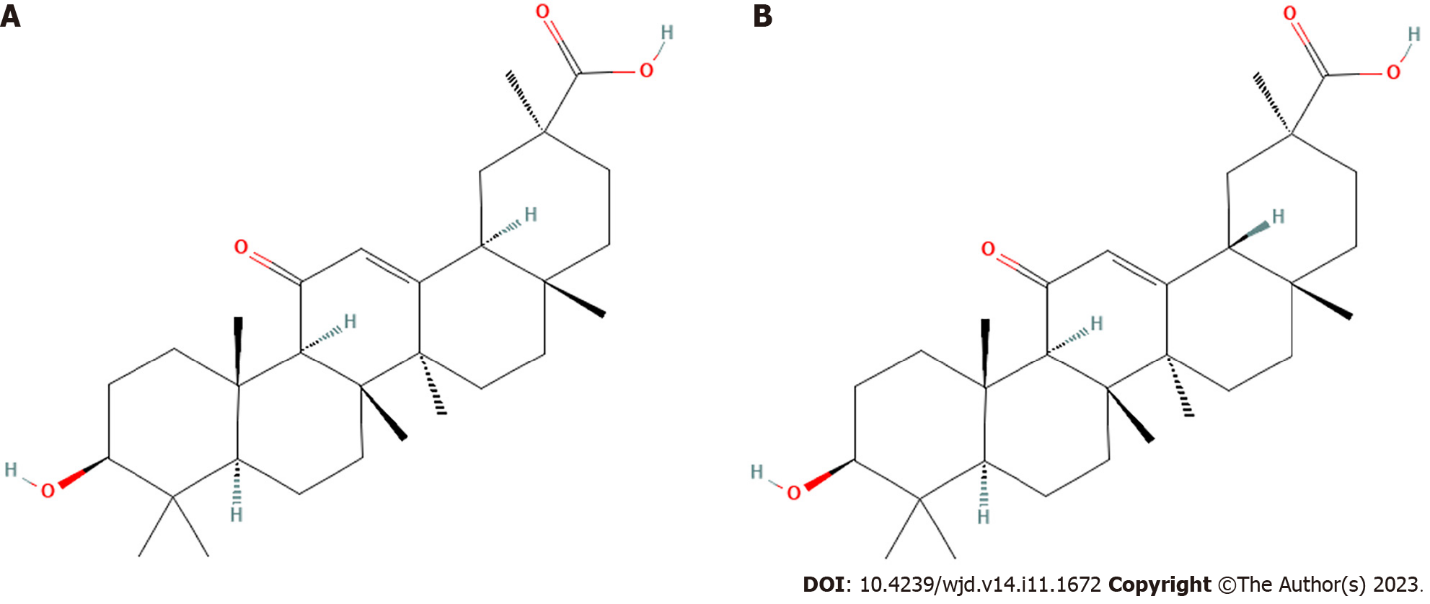 A B
O O
H H
O O
H H
O O
H H
H H
O O
H H
DOI: 10.4239/wjd.v14.i11.1672 Copyright ©The Author(s) 2023.